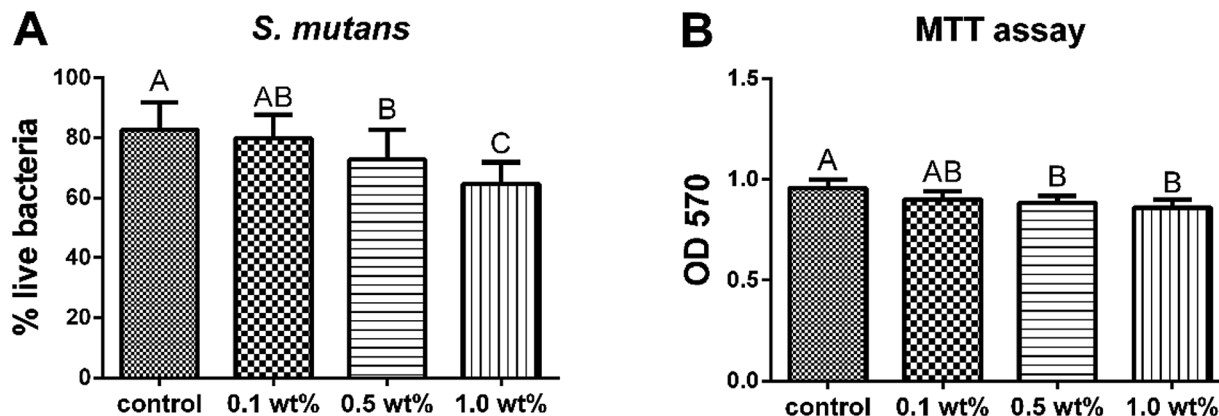 A
S. mutans
% live bacteria
100
80
60
40
20
0
A
AB
B
C
control
0.1 wt%
0.5 wt%
1.0 wt%
B
MTT assay
OD 570
1.5
1.0
0.5
0.0
A
AB
B
B
control
0.1 wt%
0.5 wt%
1.0 wt%